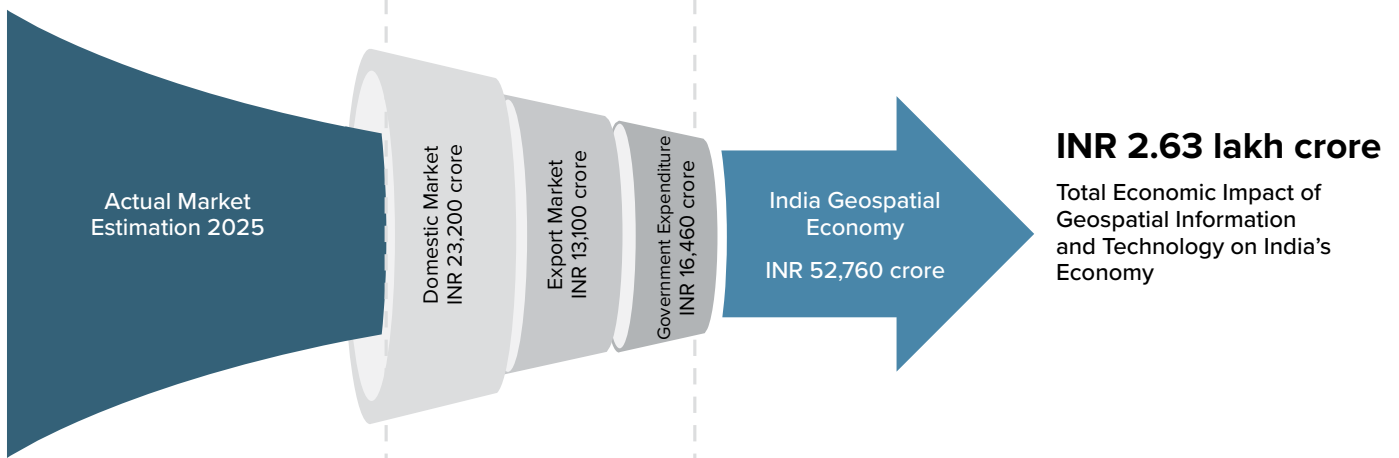 Actual Market
Estimation 2025
Domestic Market
INR 23,200 crore
Export Market
INR 13,100 crore
Government Expenditure
INR 16,460 crore
India Geospatial
Economy
INR 52,760 crore
INR 2.63 lakh crore
Total Economic Impact of
Geospatial Information
and Technology on India’s
Economy